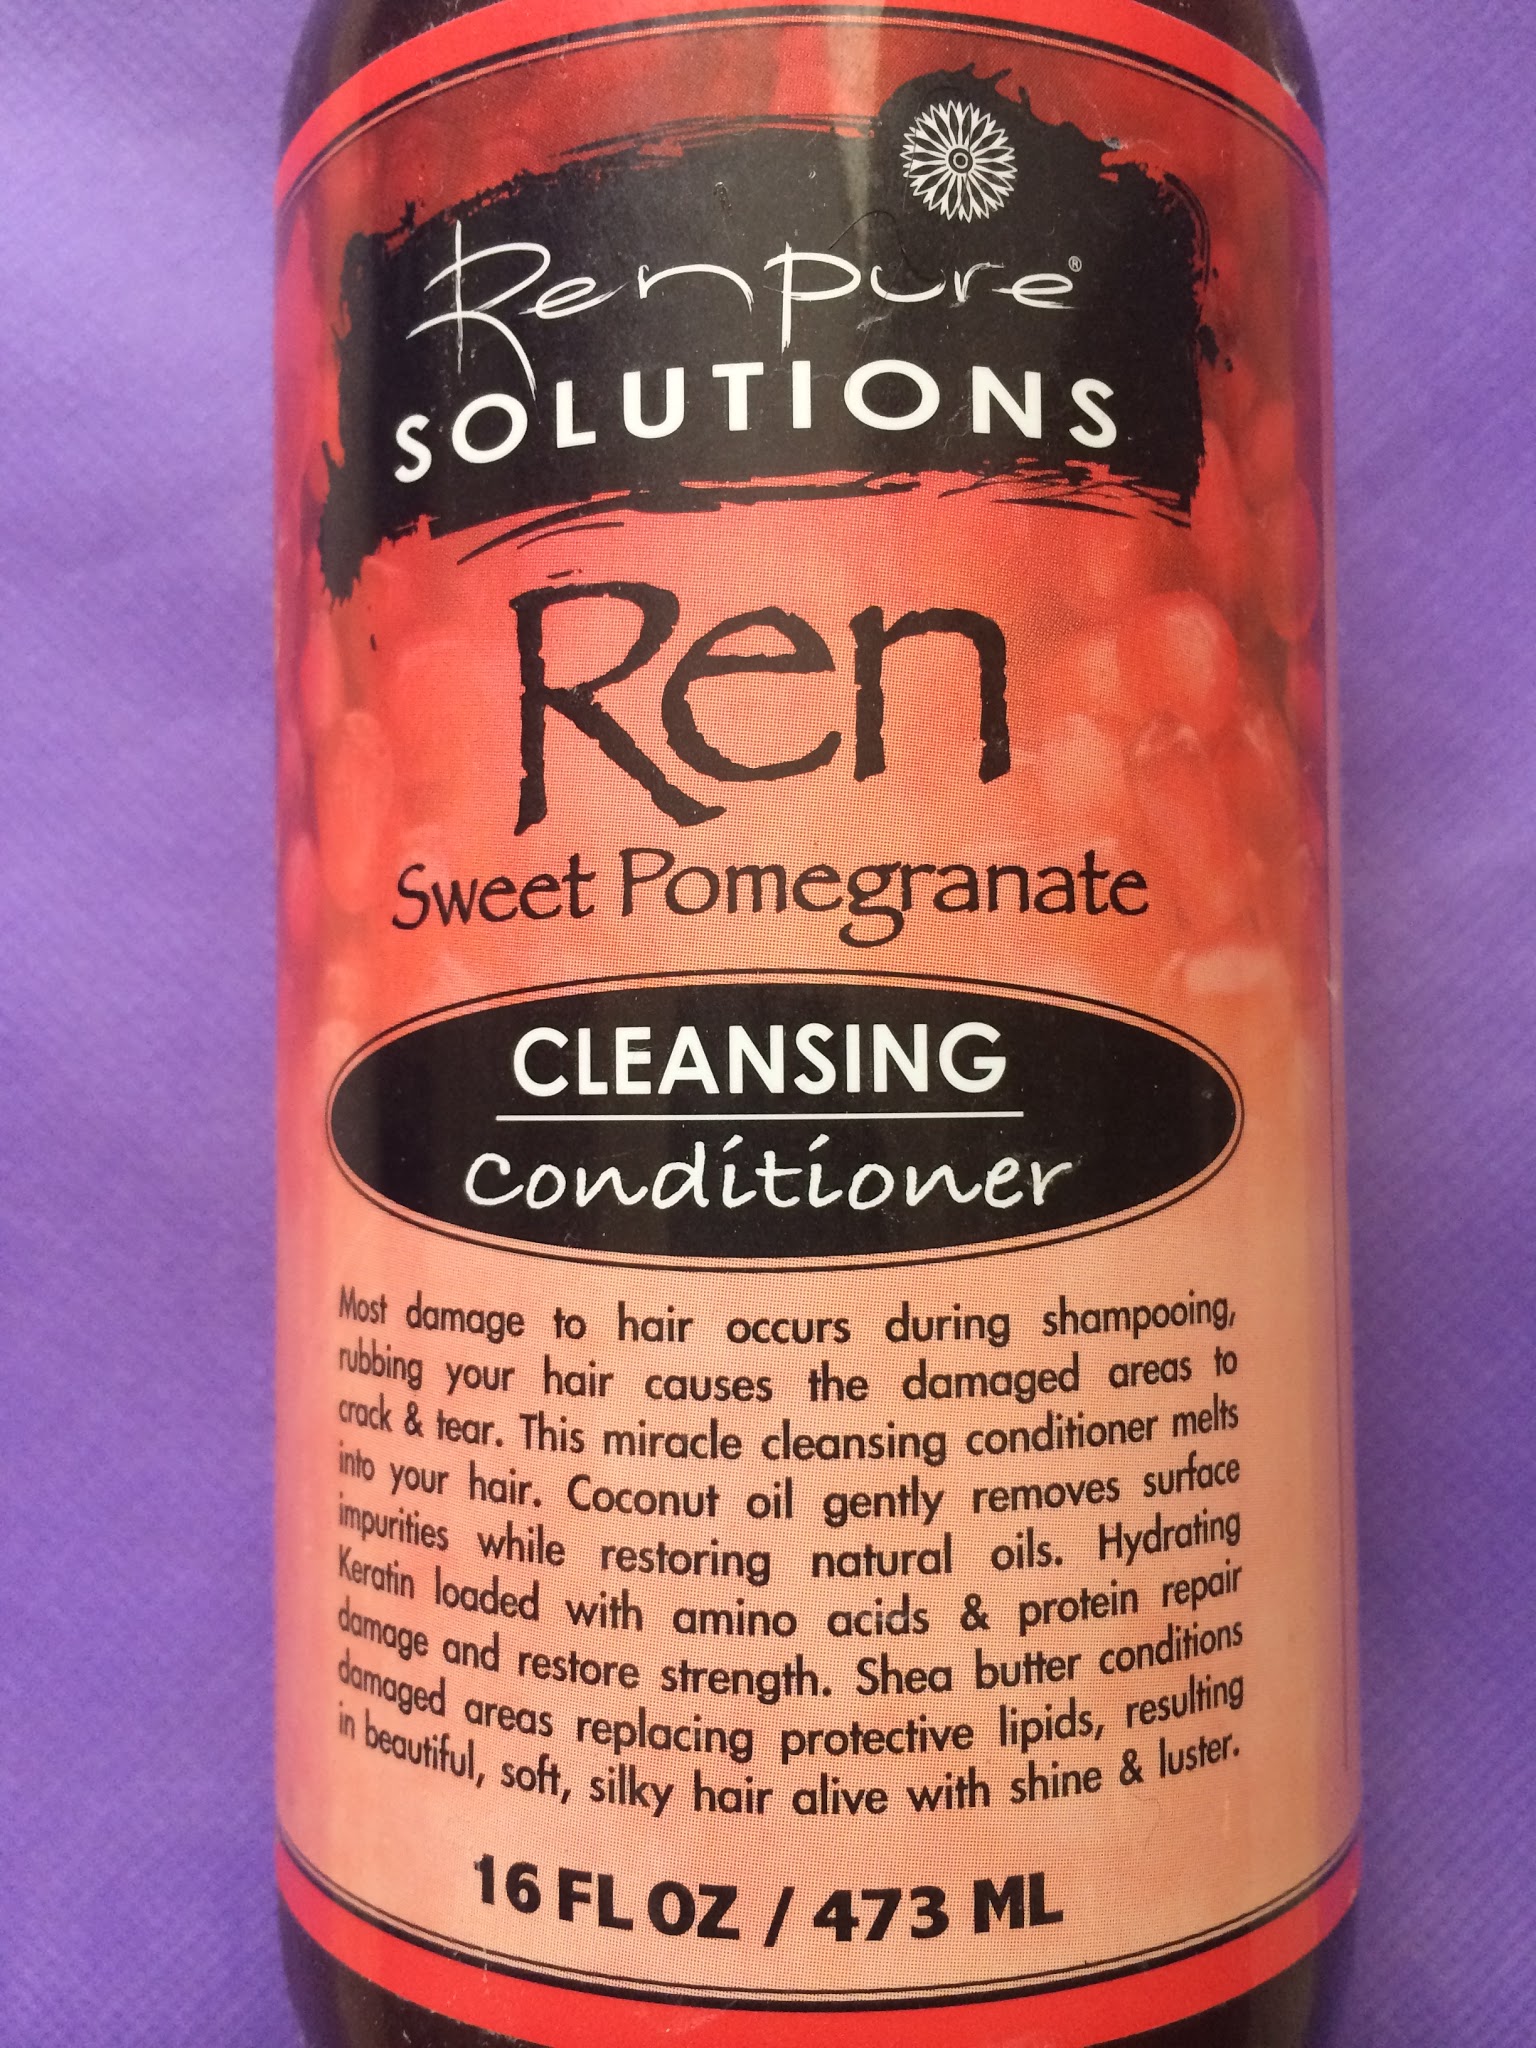 Renpure®
SOLUTIONS
Ren
Sweet Pomegranate
CLEANSING
conditioner
Most damage to hair occurs during shampooing,
rubbing your hair causes the damaged areas to
crack & tear. This miracle cleansing conditioner melts
into your hair. Coconut oil gently removes surface
impurities while restoring natural oils. Hydrating
Keratin loaded with amino acids & protein repair
damage and restore strength. Shea butter conditions
damaged areas replacing protective lipids, resulting
in beautiful, soft, silky hair alive with shine & luster.
16 FL OZ / 473 ML